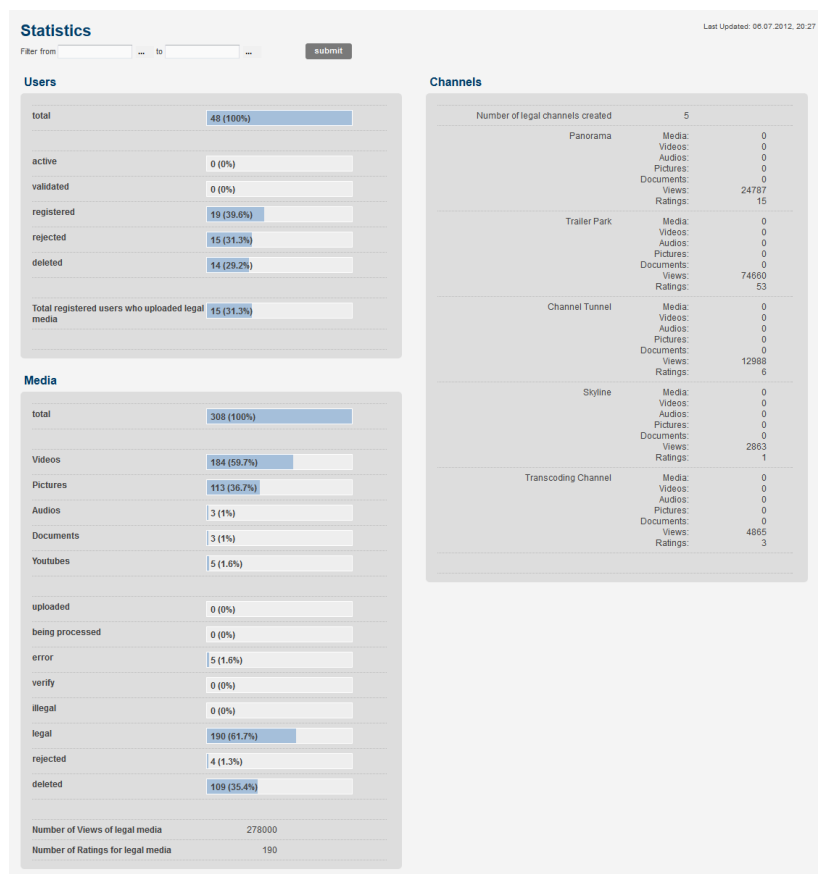 Statistics
Last Updated: 06.07.2012, 20:27
Filter from ... to ... submit
Users
total 48 (100%)
active 0 (0%)
validated 0 (0%)
registered 19 (39.6%)
rejected 15 (31.3%)
deleted 14 (29.2%)
Total registered users who uploaded legal 15 (31.3%)
media
Media
total 308 (100%)
Videos 184 (59.7%)
Pictures 113 (36.7%)
Audios 3 (1%)
Documents 3 (1%)
Youtubes 5 (1.6%)
uploaded 0 (0%)
being processed 0 (0%)
error 5 (1.6%)
verify 0 (0%)
illegal 0 (0%)
legal 190 (61.7%)
rejected 4 (1.3%)
deleted 109 (35.4%)
Number of Views of legal media 278000
Number of Ratings for legal media 190
Channels
Number of legal channels created 5
Panorama Media: 0
Videos: 0
Audios: 0
Pictures: 0
Documents: 0
Views: 24787
Ratings: 15
Trailer Park Media: 0
Videos: 0
Audios: 0
Pictures: 0
Documents: 0
Views: 74660
Ratings: 53
Channel Tunnel Media: 0
Videos: 0
Audios: 0
Pictures: 0
Documents: 0
Views: 12988
Ratings: 6
Skyline Media: 0
Videos: 0
Audios: 0
Pictures: 0
Documents: 0
Views: 2863
Ratings: 1
Transcoding Channel Media: 0
Videos: 0
Audios: 0
Pictures: 0
Documents: 0
Views: 4865
Ratings: 3